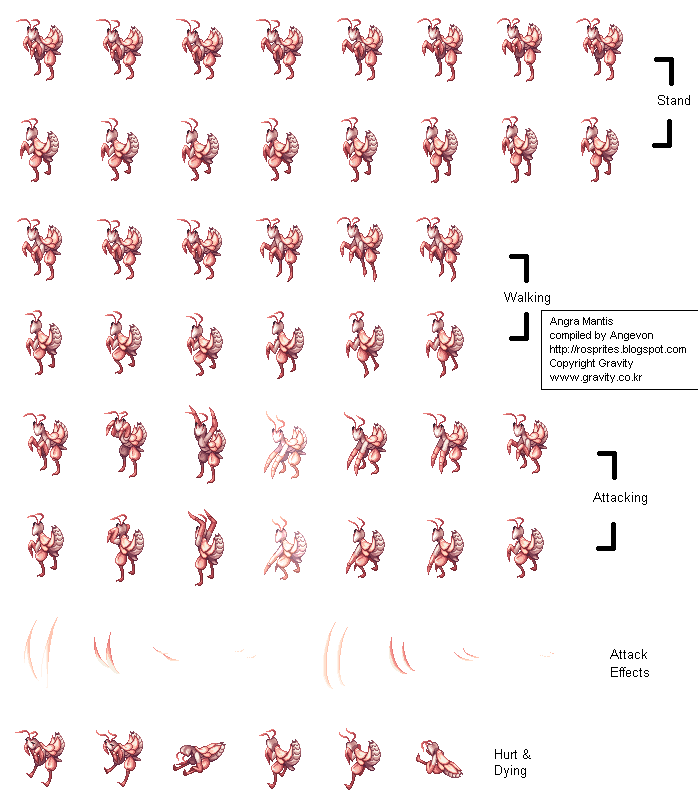 Stand
Walking
Angra Mantis
compiled by Angevon
http://rosprites.blogspot.com
Copyright Gravity
www.gravity.co.kr
Attacking
Attack
Effects
Hurt &
Dying